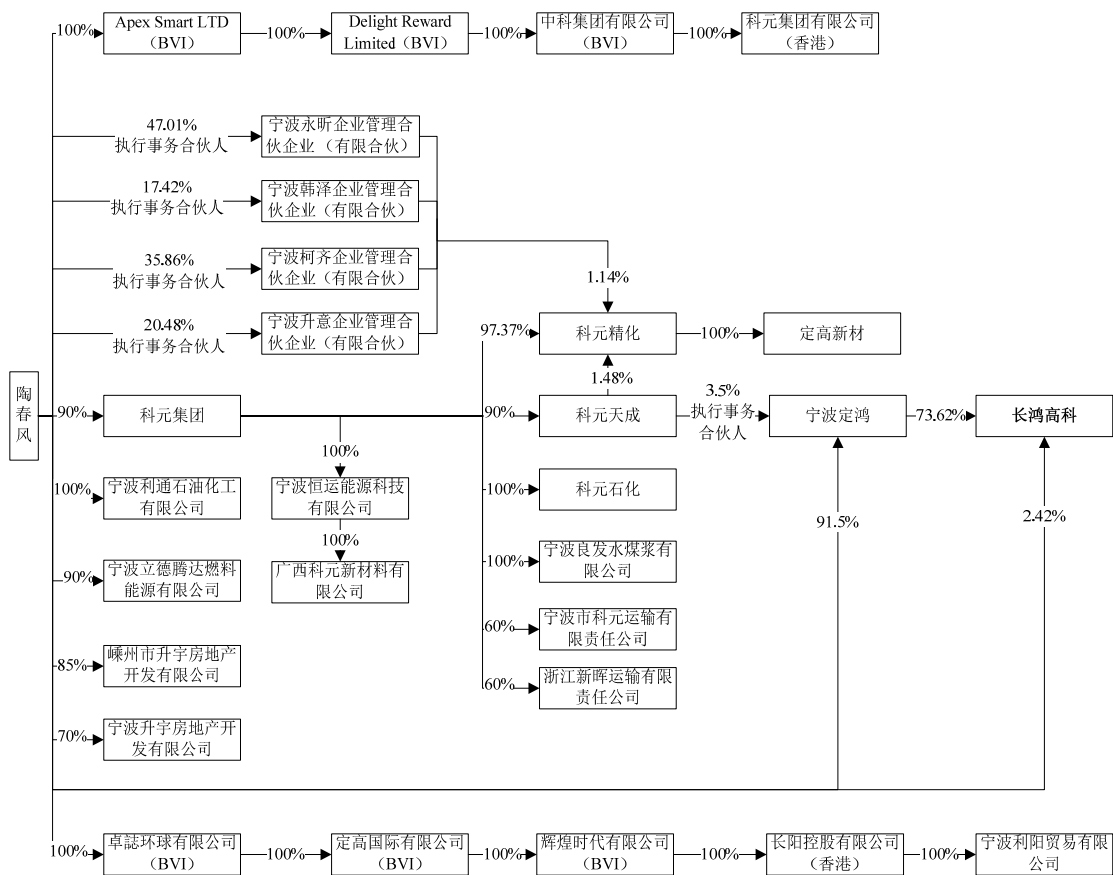 100%
Apex Smart LTD
（BVI）
100%
Delight Reward
Limited（BVI）
100%
中科集团有限公司
（BVI）
100%
科元集团有限公司
（香港）
47.01%
执行事务合伙人
宁波永昕企业管理合
伙企业（有限合伙）
17.42%
执行事务合伙人
宁波韩泽企业管理合
伙企业（有限合伙）
35.86%
执行事务合伙人
宁波柯齐企业管理合
伙企业（有限合伙）
1.14%
20.48%
执行事务合伙人
宁波升意企业管理合
伙企业（有限合伙）
97.37%
科元精化
100%
定高新材
1.48%
陶春风
90%
科元集团
90%
科元天成
3.5%
执行事务
合伙人
宁波定鸿
73.62%
长鸿高科
100%
100%
宁波利通石油化工
有限公司
宁波恒运能源科技
有限公司
100%
科元石化
91.5%
2.42%
100%
90%
宁波立德腾达燃料
能源有限公司
广西科元新材料有
限公司
100%
宁波良发水煤浆有
限公司
60%
宁波市科元运输有
限责任公司
85%
嵊州市升宇房地产
开发有限公司
60%
浙江新晖运输有限
责任公司
70%
宁波升宇房地产开
发有限公司
100%
卓誌环球有限公司
（BVI）
100%
定高国际有限公司
（BVI）
100%
辉煌时代有限公司
（BVI）
100%
长阳控股有限公司
（香港）
100%
宁波利阳贸易有限
公司